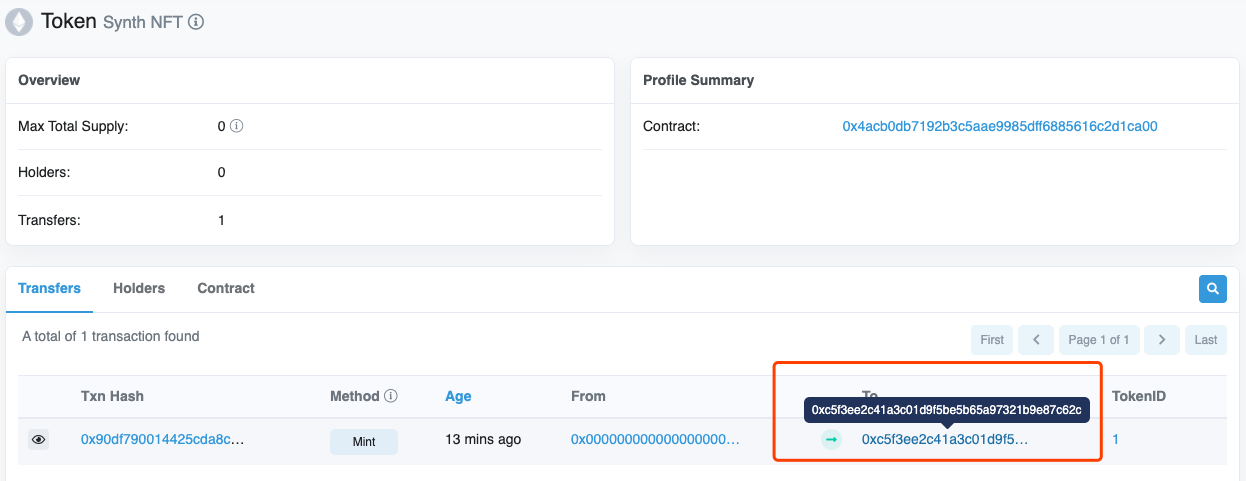 Token Synth NFT
Overview
Max Total Supply: 0
Holders: 0
Transfers: 1
Profile Summary
Contract: 0x4acb0db7192b3c5aae9985dff6885616c2d1ca00
Transfers Holders Contract
A total of 1 transaction found
First Page 1 of 1 Last
Txn Hash Method Age From To TokenID
0xc5f3ee2c41a3c01d9f5be5b65a97321b9e87c62c
0x90df790014425cda8c... Mint 13 mins ago 0x000000000000000000... 0xc5f3ee2c41a3c01d9f5... 1